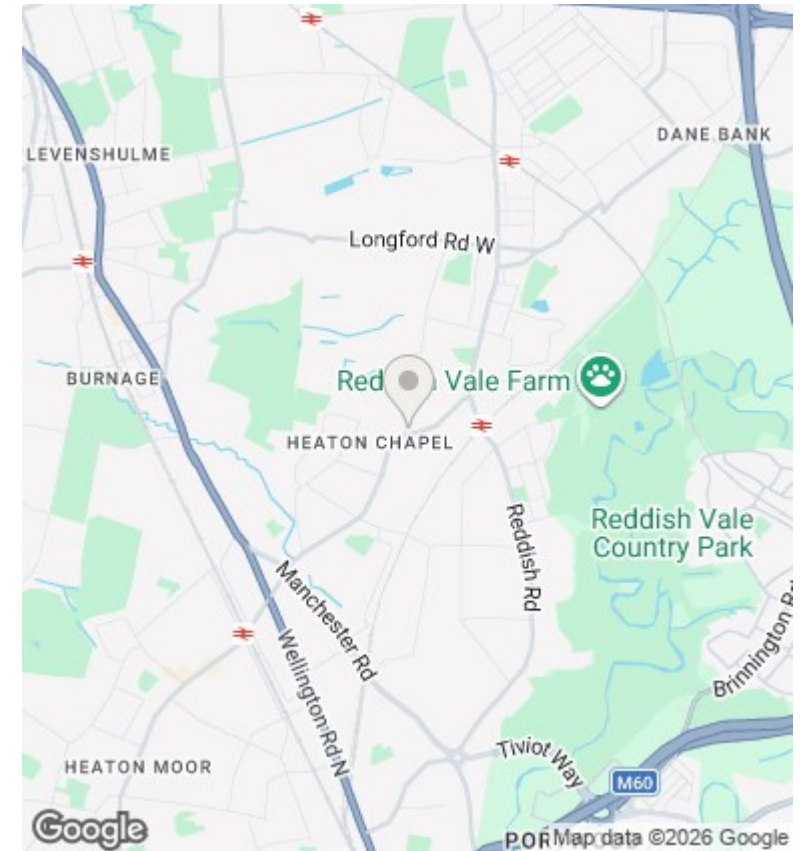 DANE BANK
LEVENSHULME
Longford Rd W
BURNAGE
Vale Farm
HEATON CHAPEL
Reddish Rd
Reddish Vale
Country Park
Manchester Rd
Wellington Rd N
Brinnington Rd
HEATON MOOR
Tiviot Way
M60
Google
Map data ©2026 Google